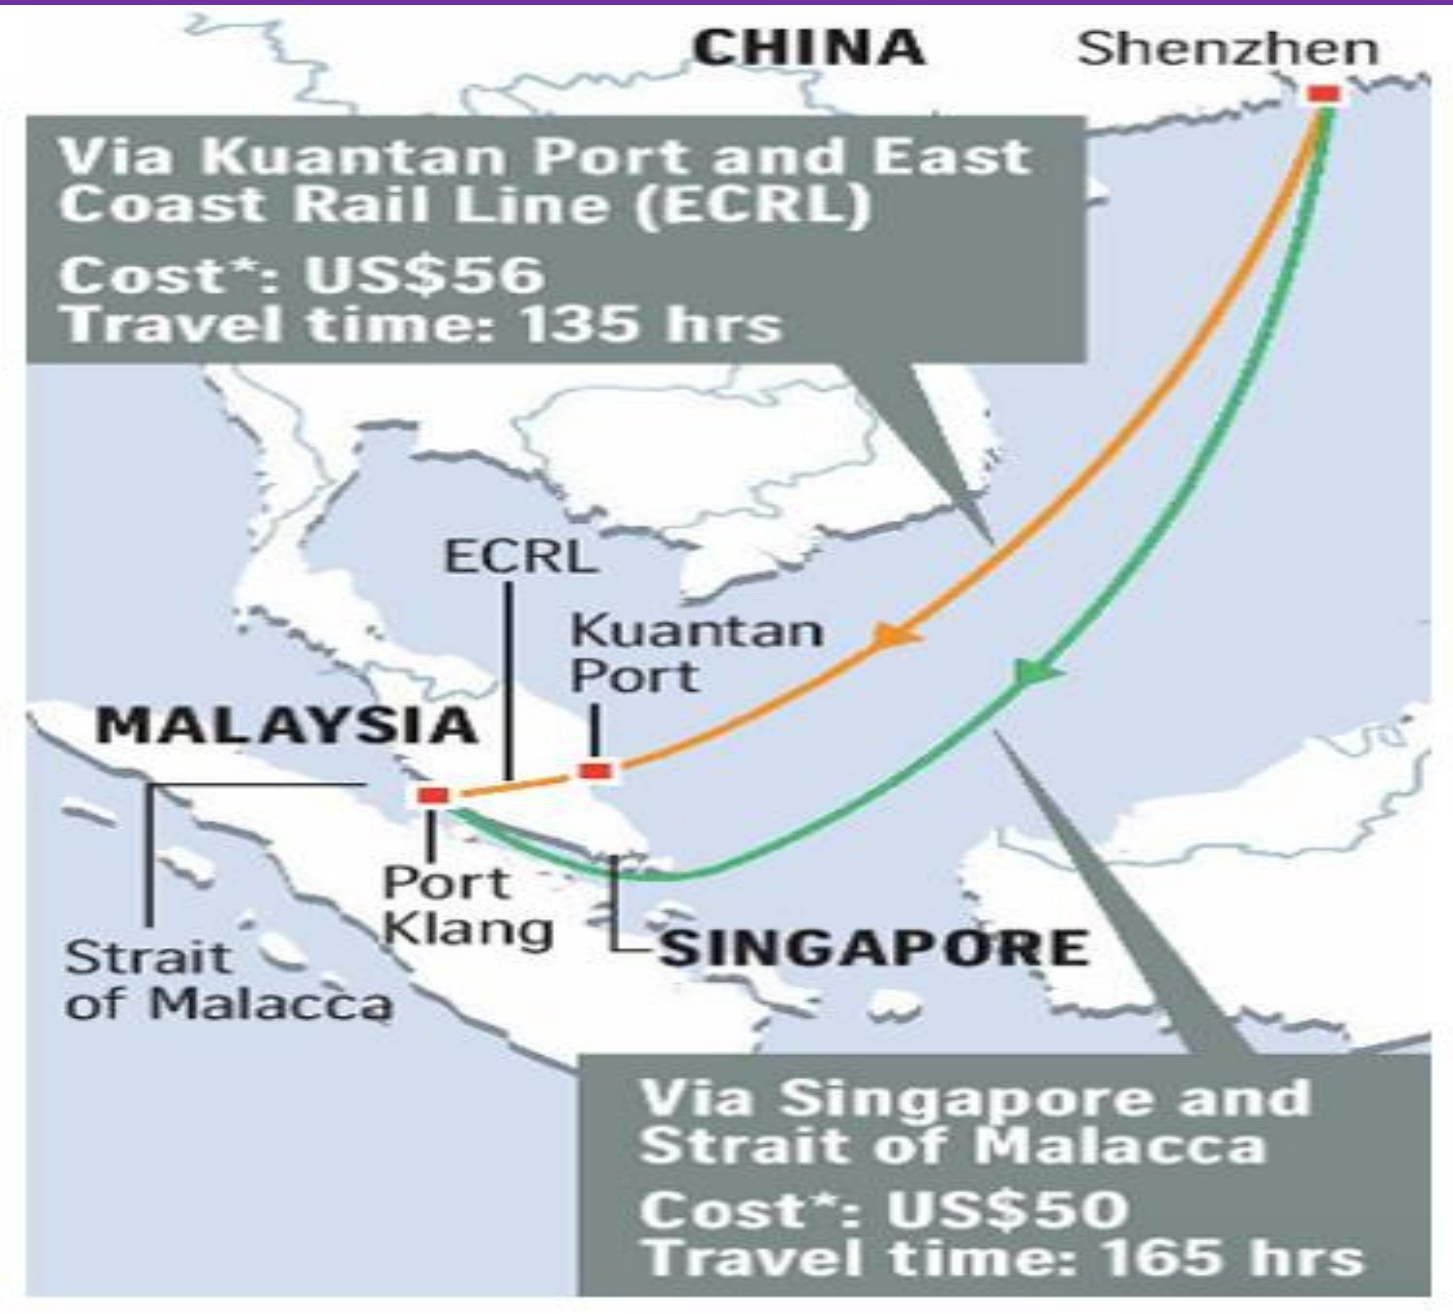 CHINA
Shenzhen
Via Kuantan Port and East
Coast Rail Line (ECRL)
Cost*: US$56
Travel time: 135 hrs
ECRL
Kuantan
Port
MALAYSIA
Port
Klang
Strait
of Malacca
SINGAPORE
Via Singapore and
Strait of Malacca
Cost*: US$50
Travel time: 165 hrs